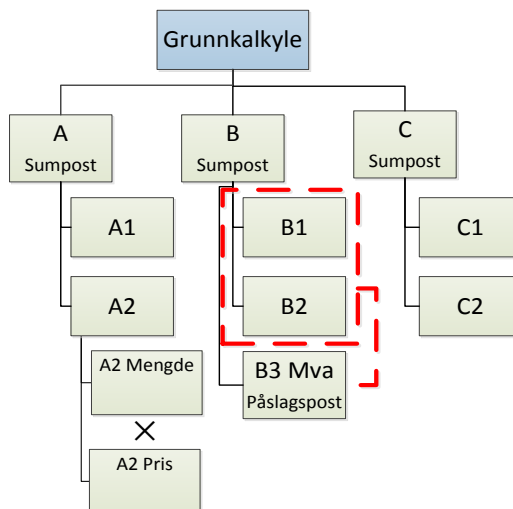 Grunnkalkyle
A
Sumpost
B
Sumpost
C
Sumpost
A1
B1
C1
A2
B2
C2
A2 Mengde
×
A2 Pris
B3 Mva
Påslagspost